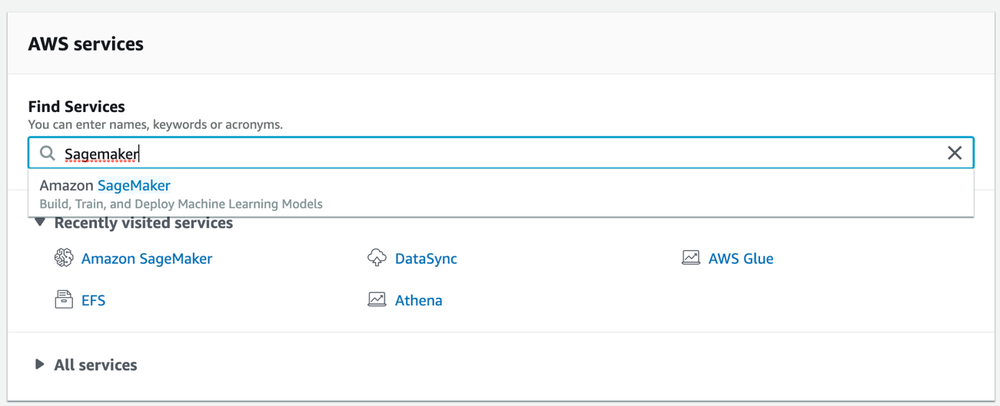 AWS services
Find Services
You can enter names, keywords or acronyms.
Sagemaker
Amazon SageMaker
Build, Train, and Deploy Machine Learning Models
Recently visited services
Amazon SageMaker DataSync AWS Glue
EFS Athena
All services